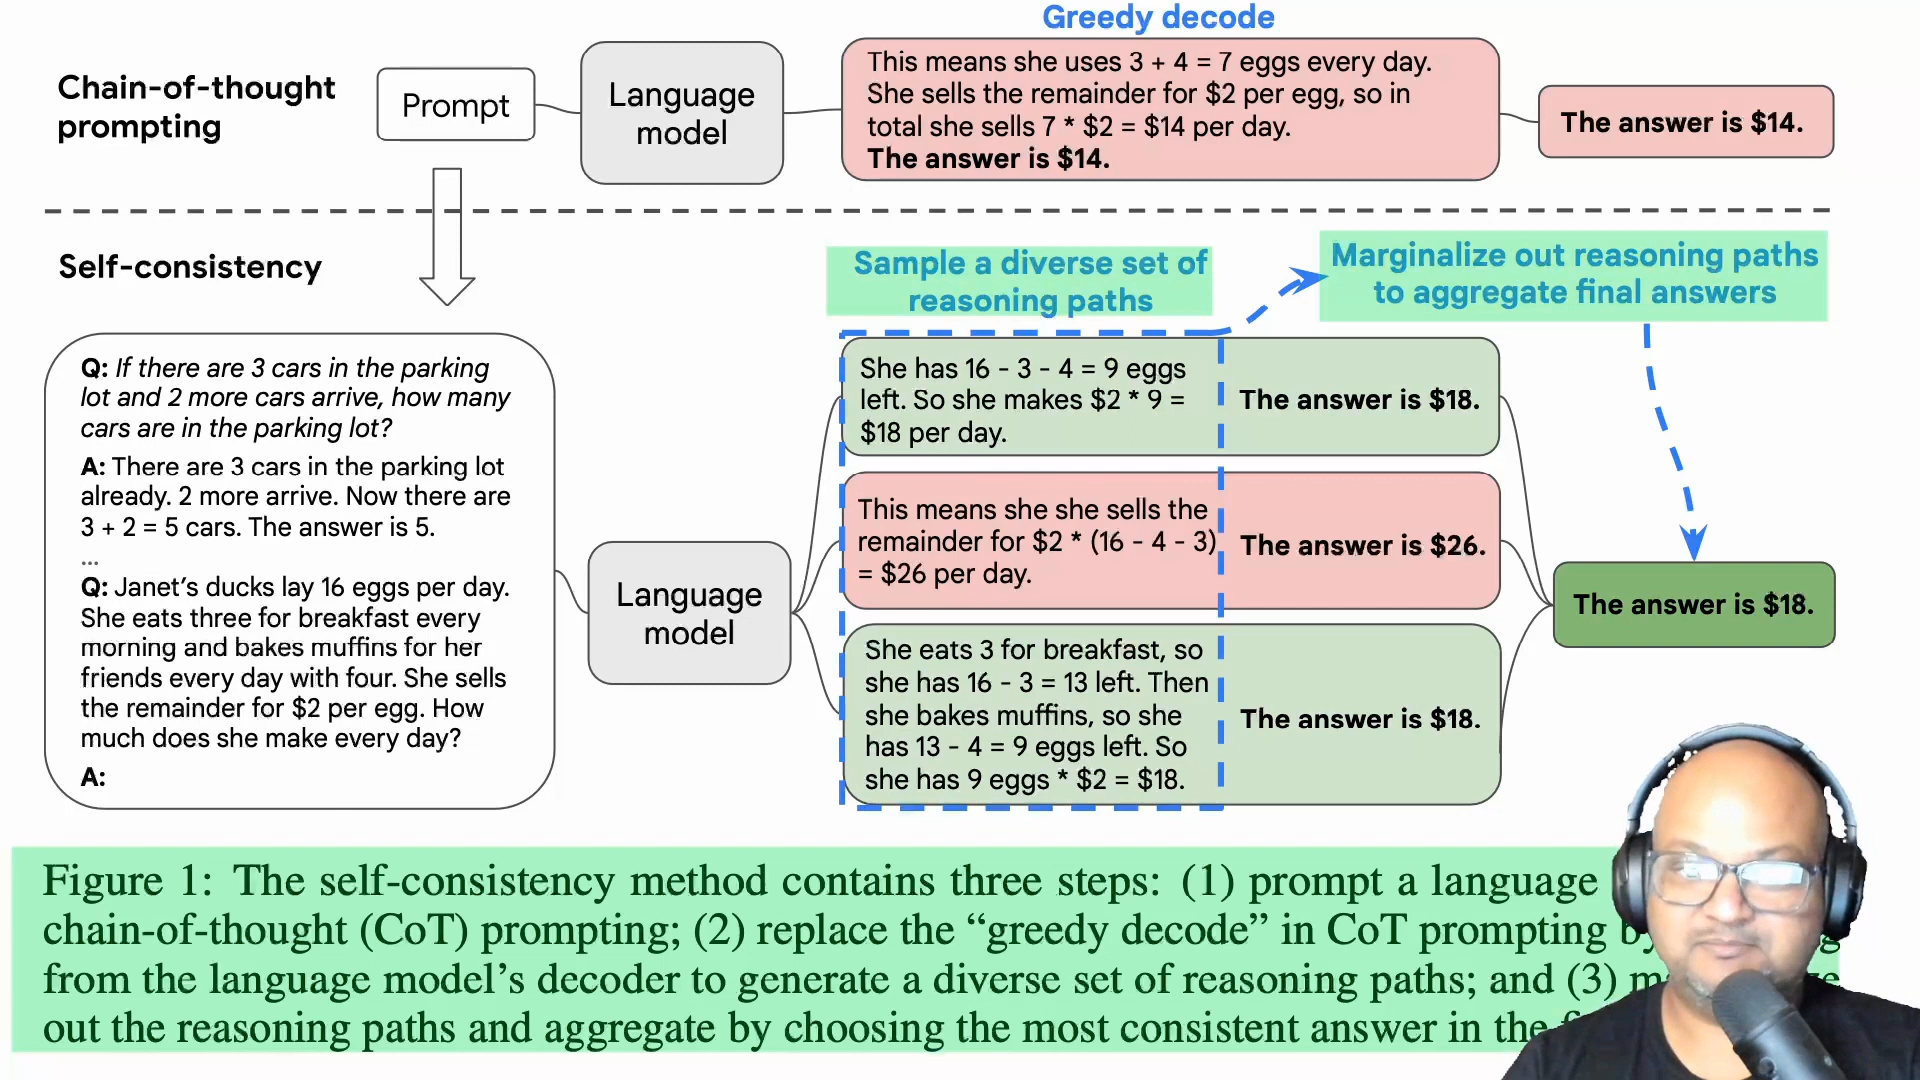 Greedy decode
Chain-of-thought
prompting
Prompt
Language
model
This means she uses 3 + 4 = 7 eggs every day.
She sells the remainder for $2 per egg, so in
total she sells 7 * $2 = $14 per day.
The answer is $14.
The answer is $14.
Self-consistency
Sample a diverse set of
reasoning paths
Marginalize out reasoning paths
to aggregate final answers
Q: If there are 3 cars in the parking
lot and 2 more cars arrive, how many
cars are in the parking lot?
A: There are 3 cars in the parking lot
already. 2 more arrive. Now there are
3 + 2 = 5 cars. The answer is 5.
...
Q: Janet's ducks lay 16 eggs per day.
She eats three for breakfast every
morning and bakes muffins for her
friends every day with four. She sells
the remainder for $2 per egg. How
much does she make every day?
A:
Language
model
She has 16 - 3 - 4 = 9 eggs
left. So she makes $2 * 9 =
$18 per day.
The answer is $18.
This means she she sells the
remainder for $2 * (16 - 4 - 3)
= $26 per day.
The answer is $26.
She eats 3 for breakfast, so
she has 16 - 3 = 13 left. Then
she bakes muffins, so she
has 13 - 4 = 9 eggs left. So
she has 9 eggs * $2 = $18.
The answer is $18.
The answer is $18.
Figure 1: The self-consistency method contains three steps: (1) prompt a language
chain-of-thought (CoT) prompting; (2) replace the “greedy decode” in CoT prompting
from the language model’s decoder to generate a diverse set of reasoning paths; and (3)
out the reasoning paths and aggregate by choosing the most consistent answer in the